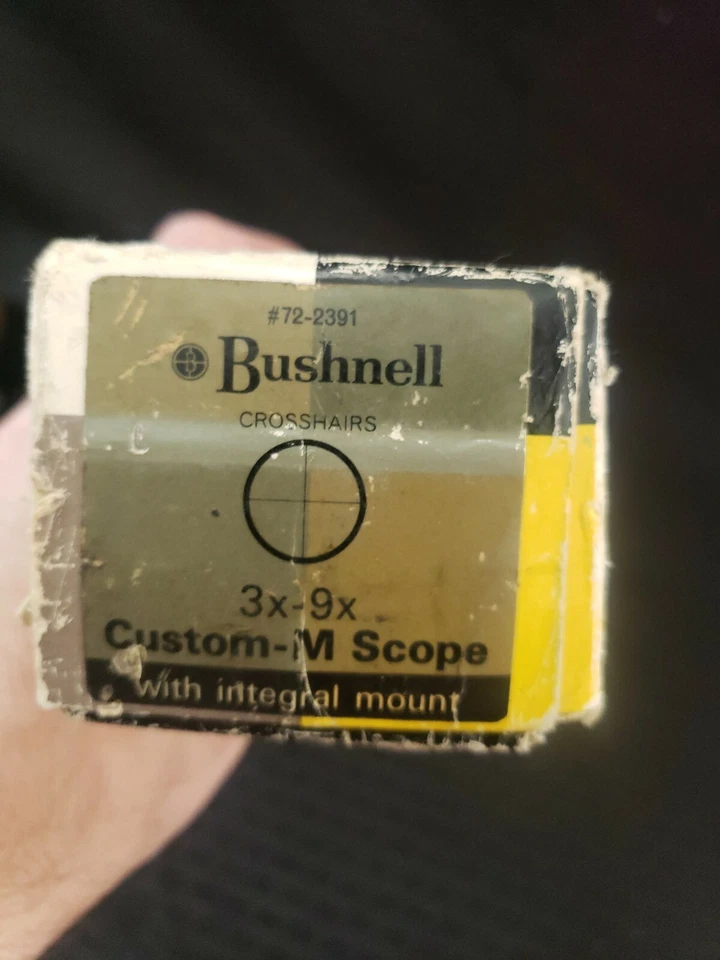 #72-2391
Bushnell
CROSSHAIRS
3x-9x
Custom-M Scope
with integral mount